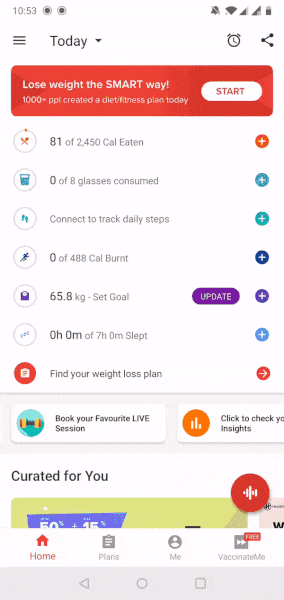 10:53
Today
Lose weight the SMART way!
1000+ ppl created a diet/fitness plan today
START
81 of 2,450 Cal Eaten
0 of 8 glasses consumed
Connect to track daily steps
0 of 488 Cal Burnt
65.8 kg - Set Goal
UPDATE
0h 0m of 7h 0m Slept
Find your weight loss plan
Book your Favourite LIVE
Session
Click to check yo
Insights
Curated for You
50% + 15%
FREE
Home
Plans
Me
VaccinateMe